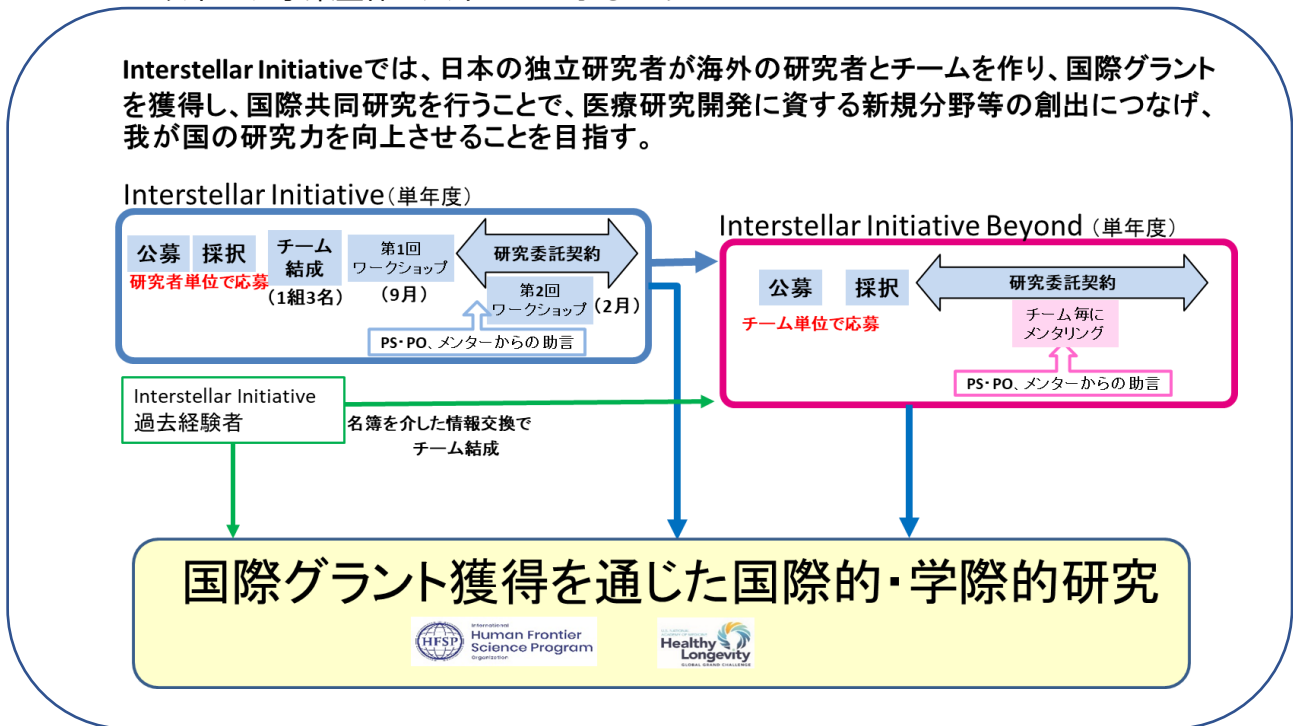 Interstellar Initiativeでは、日本の独立研究者が海外の研究者とチームを作り、国際グラント
を獲得し、国際共同研究を行うことで、医療研究開発に資する新規分野等の創出につなげ、
我が国の研究力を向上させることを目指す。
Interstellar Initiative(単年度)
公募
採択
研究者単位で応募
チーム
結成
(1組3名)
第1回
ワークショップ
(9月)
研究委託契約
第2回
ワークショップ
(2月)
PS・PO、メンターからの助言
Interstellar Initiative Beyond (単年度)
公募
採択
チーム単位で応募
研究委託契約
チーム毎に
メンタリング
PS・PO、メンターからの助言
Interstellar Initiative
過去経験者
名簿を介した情報交換で
チーム結成
国際グラント獲得を通じた国際的・学際的研究
HFSP
International
Human Frontier
Science Program
Organization
Healthy
Longevity
GLOBAL GRAND CHALLENGE